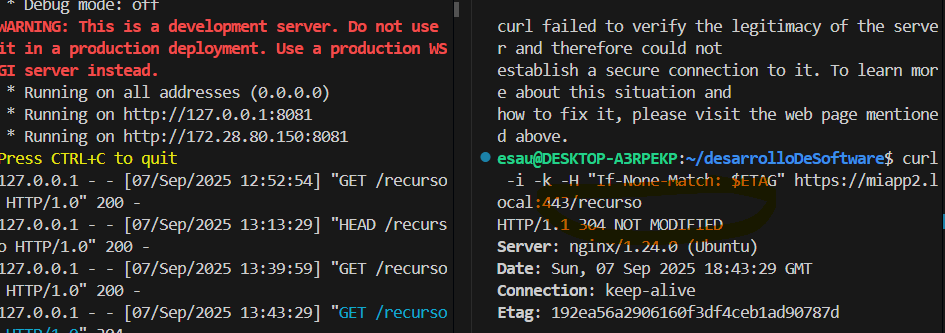 * Debug mode: off
WARNING: This is a development server. Do not use
it in a production deployment. Use a production WS
GI server instead.
* Running on all addresses (0.0.0.0)
* Running on http://127.0.0.1:8081
* Running on http://172.28.80.150:8081
Press CTRL+C to quit
127.0.0.1 - - [07/Sep/2025 12:52:54] "GET /recurso
HTTP/1.0" 200 -
127.0.0.1 - - [07/Sep/2025 13:13:29] "HEAD /recurs
o HTTP/1.0" 200 -
127.0.0.1 - - [07/Sep/2025 13:39:59] "GET /recurso
HTTP/1.0" 200 -
127.0.0.1 - - [07/Sep/2025 13:43:29] "GET /recurso
HTTP/1.0" 304 -
curl failed to verify the legitimacy of the serve
r and therefore could not
establish a secure connection to it. To learn mor
e about this situation and
how to fix it, please visit the web page mentione
d above.
esau@DESKTOP-A3RPEKP:~/desarrolloDeSoftware$ curl
-i -k -H "If-None-Match: $ETAG" https://miapp2.l
ocal:443/recurso
HTTP/1.1 304 NOT MODIFIED
Server: nginx/1.24.0 (Ubuntu)
Date: Sun, 07 Sep 2025 18:43:29 GMT
Connection: keep-alive
Etag: 192ea56a2906160f3df4ceb1ad90787d